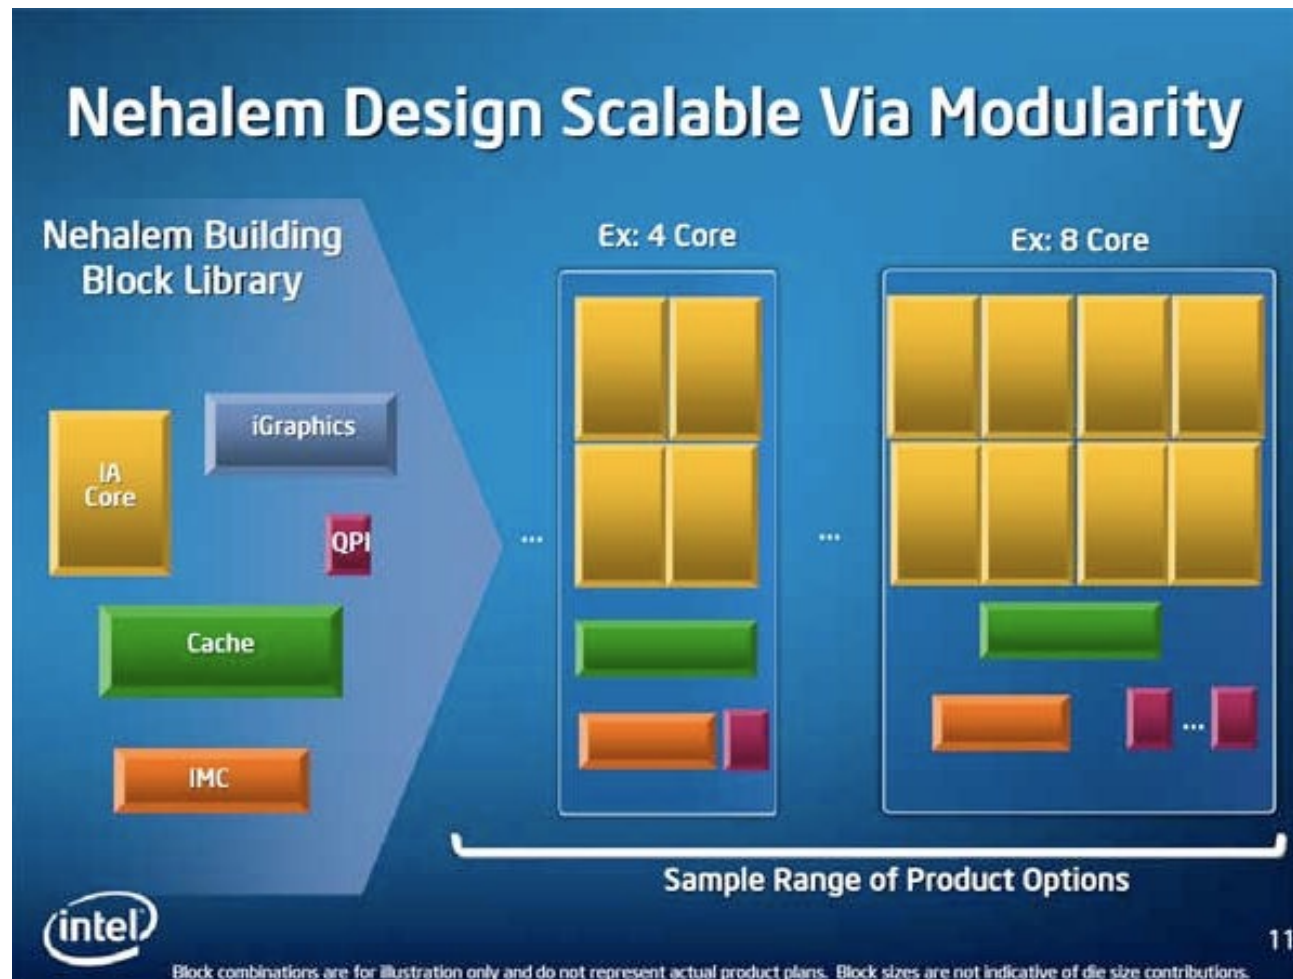 Nehalem Design Scalable Via Modularity
Nehalem Building
Block Library
Ex: 4 Core
Ex: 8 Core
iGraphics
IA
Core
QPI
...
...
Cache
...
IMC
Sample Range of Product Options
intel
11
Block combinations are for illustration only and do not represent actual product plans. Block sizes are not indicative of die size contributions.